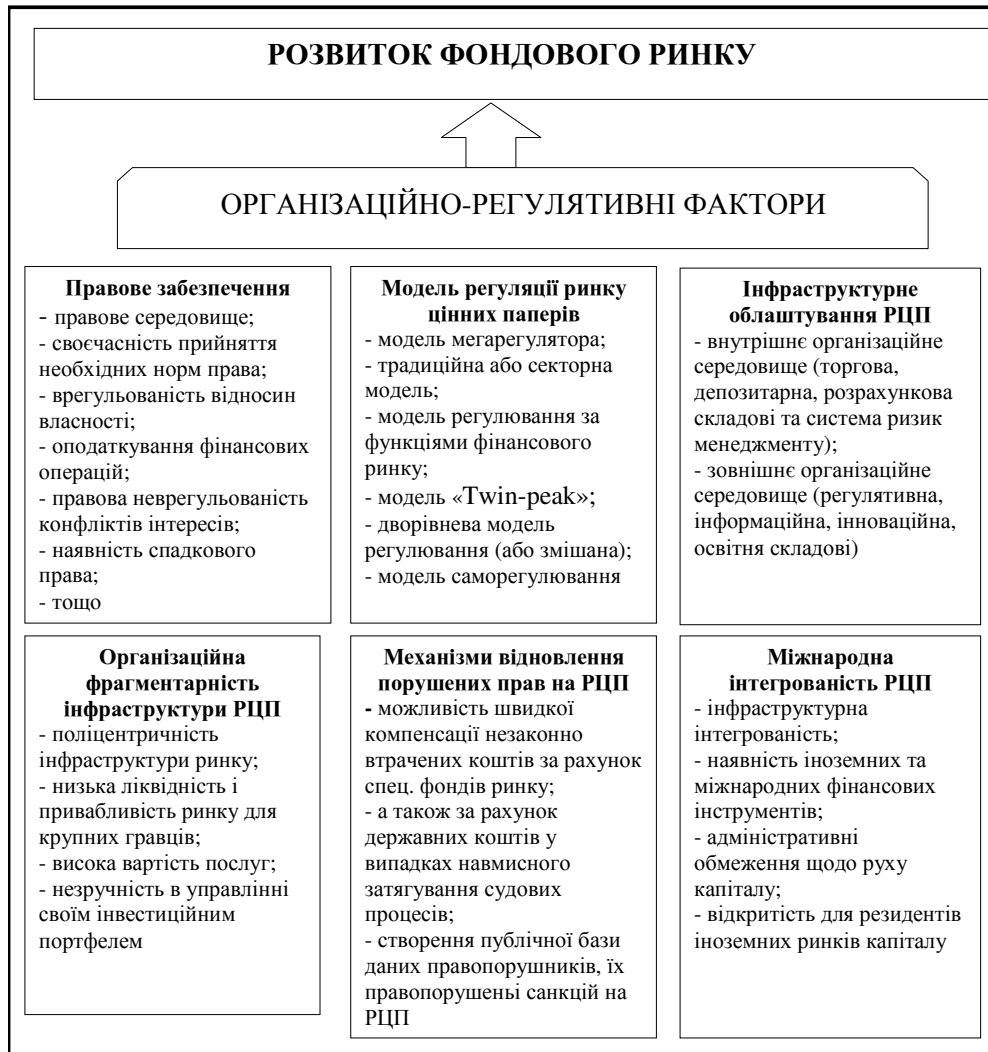 РОЗВИТОК ФОНДОВОГО РИНКУ
ОРГАНІЗАЦІЙНО-РЕГУЛЯТИВНІ ФАКТОРИ
Правове забезпечення
- правове середовище;
- своєчасність прийняття
необхідних норм права;
- врегульованість відносин
власності;
- оподаткування фінансових
операцій;
- правова неврегульованість
конфліктів інтересів;
- наявність спадкового
права;
- тощо
Модель регуляції ринку
цінних паперів
- модель мегарегулятора;
- традиційна або секторна
модель;
- модель регулювання за
функціями фінансового
ринку;
- модель «Twin-peak»;
- дворівнева модель
регулювання (або змішана);
- модель саморегулювання
Інфраструктурне
облаштування РЦП
- внутрішнє організаційне
середовище (торгова,
депозитарна, розрахункова
складові та система ризик
менеджменту);
- зовнішнє організаційне
середовище (регулятивна,
інформаційна, інноваційна,
освітня складові)
Організаційна
фрагментарність
інфраструктури РЦП
- поліцентричність
інфраструктури ринку;
- низька ліквідність і
привабливість ринку для
крупних гравців;
- висока вартість послуг;
- незручність в управлінні
своїм інвестиційним
портфелем
Механізми відновлення
порушених прав на РЦП
- можливість швидкої
компенсації незаконно
втрачених коштів за рахунок
спец. фондів ринку;
- а також за рахунок
державних коштів у
випадках навмисного
затягування судових
процесів;
- створення публічної бази
даних правопорушників, їх
правопорушеньі санкцій на
РЦП
Міжнародна
інтегрованість РЦП
- інфраструктурна
інтегрованість;
- наявність іноземних та
міжнародних фінансових
інструментів;
- адміністративні
обмеження щодо руху
капіталу;
- відкритість для резидентів
іноземних ринків капіталу